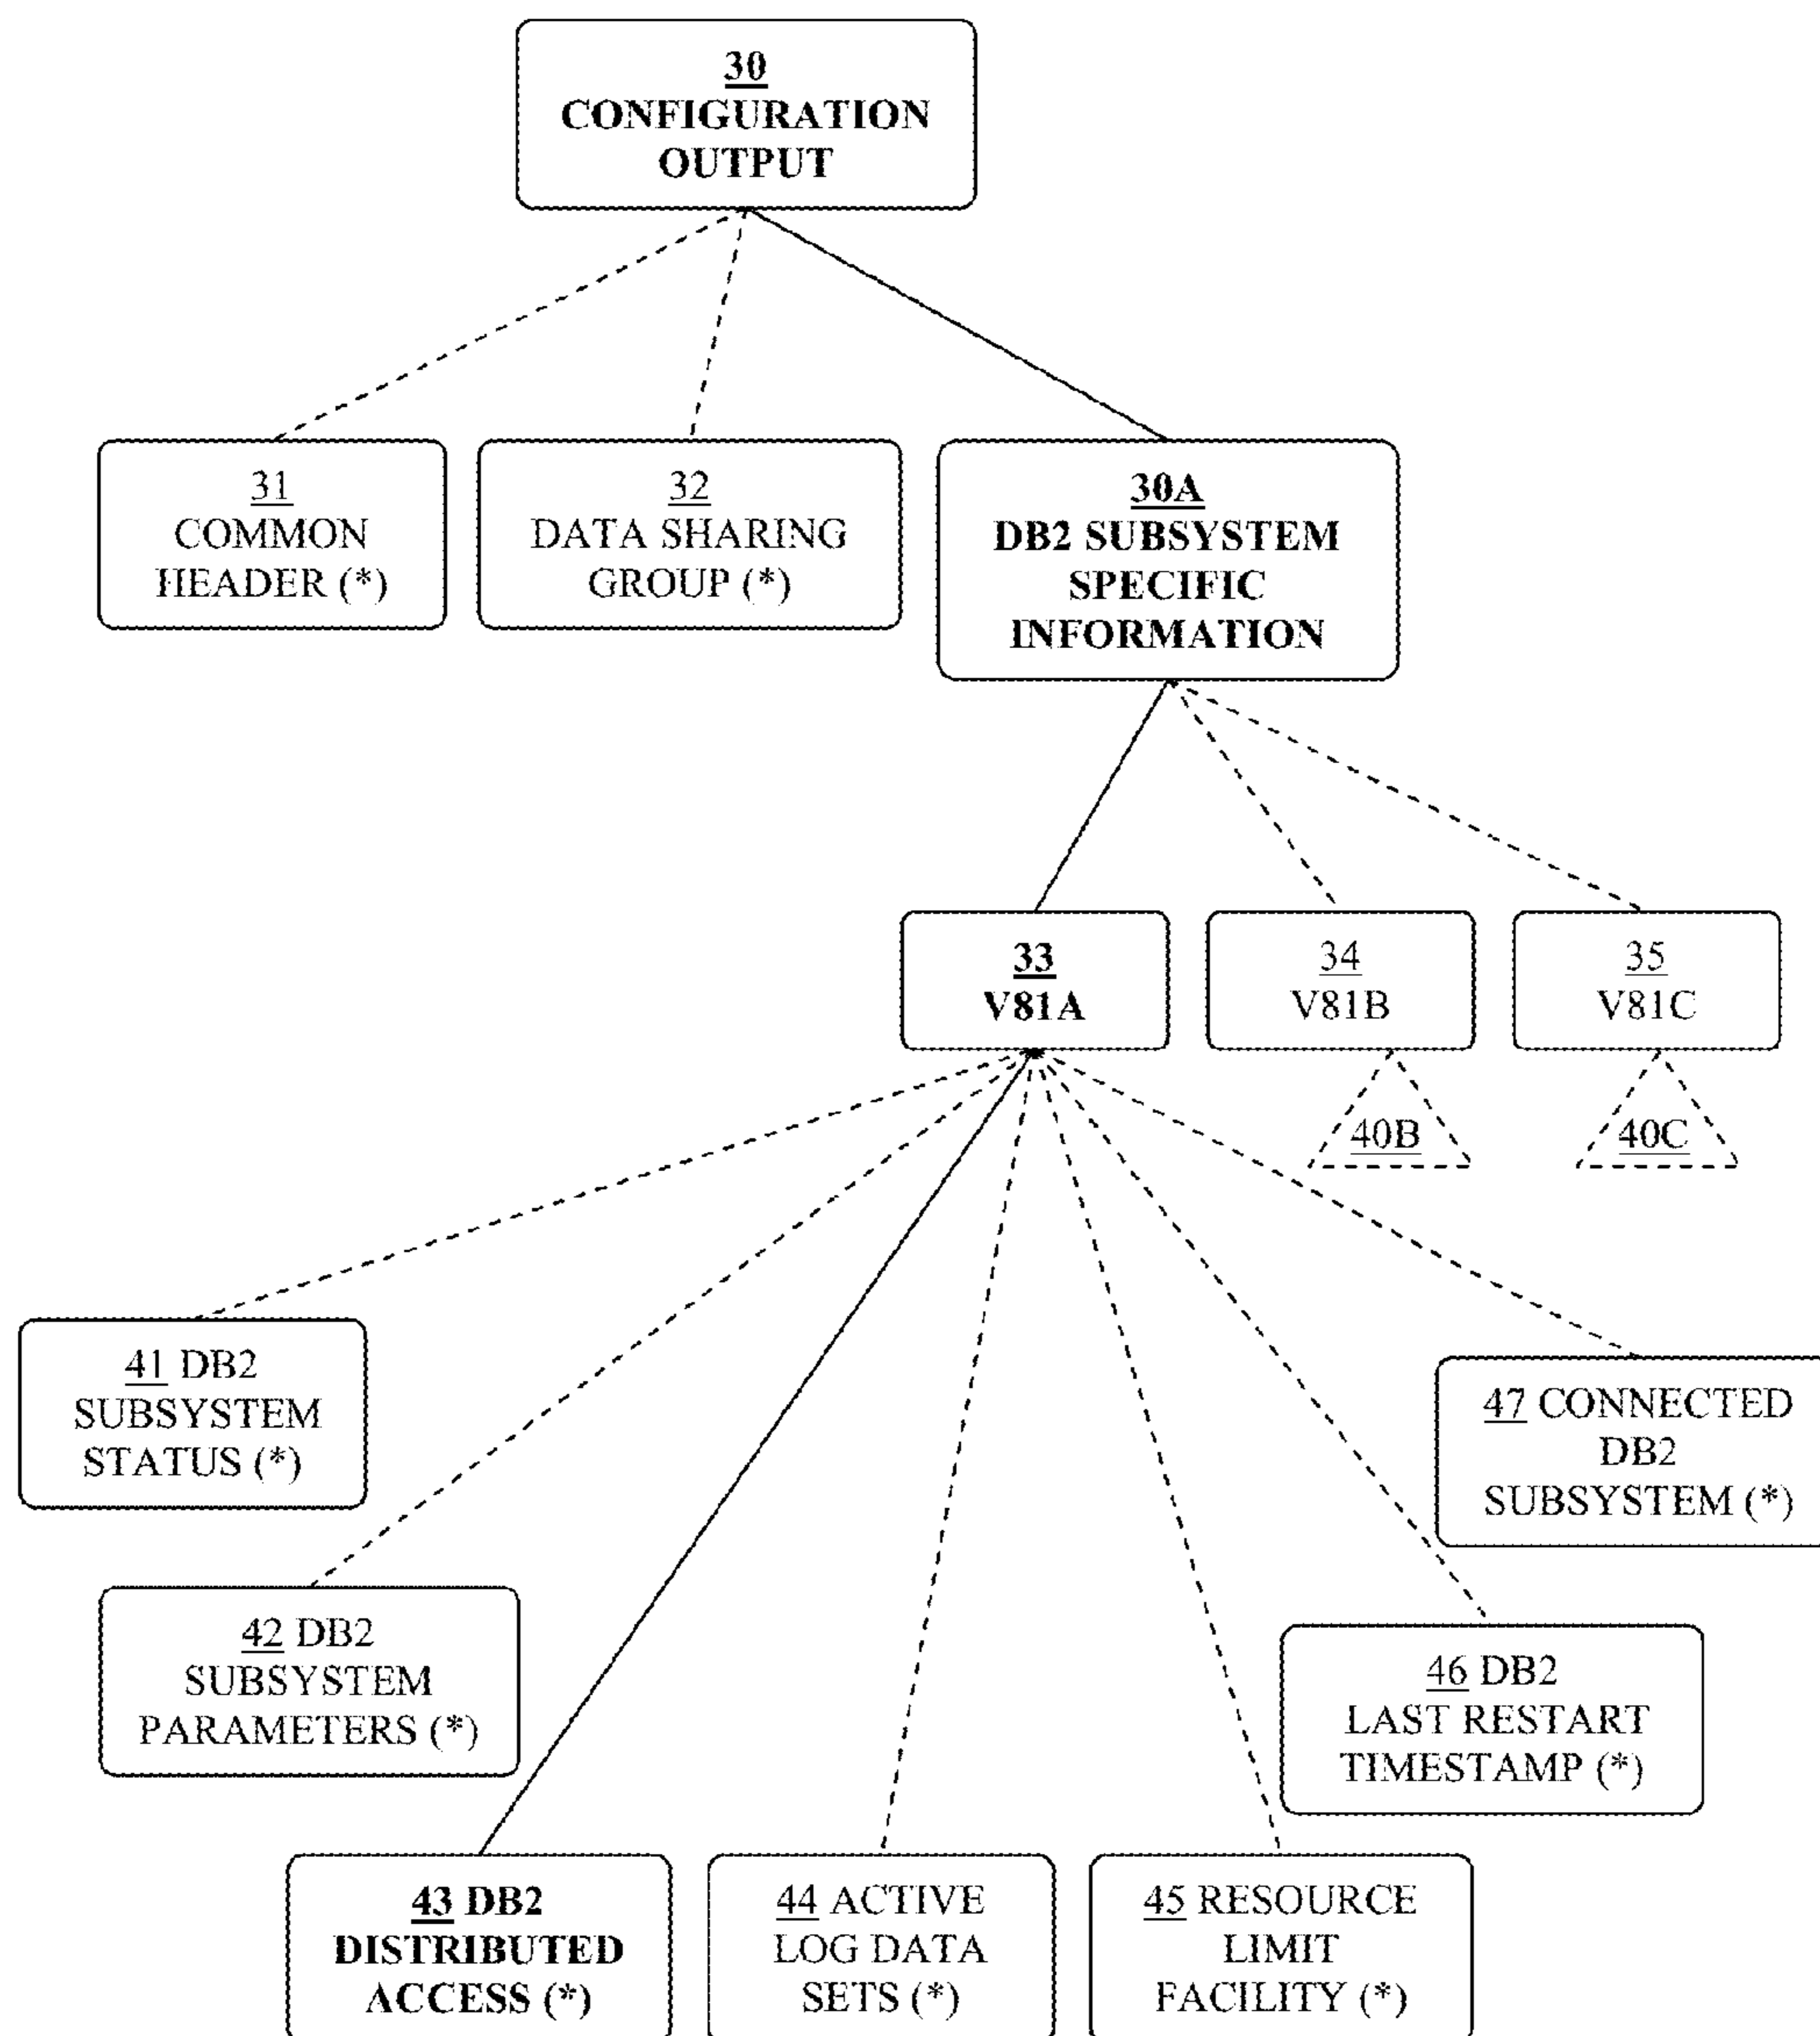 30
CONFIGURATION
OUTPUT
31
COMMON
HEADER (*)
32
DATA SHARING
GROUP (*)
30A
DB2 SUBSYSTEM
SPECIFIC
INFORMATION
33
V81A
34
V81B
35
V81C
40B
40C
41 DB2
SUBSYSTEM
STATUS (*)
47 CONNECTED
DB2
SUBSYSTEM (*)
42 DB2
SUBSYSTEM
PARAMETERS (*)
46 DB2
LAST RESTART
TIMESTAMP (*)
43 DB2
DISTRIBUTED
ACCESS (*)
44 ACTIVE
LOG DATA
SETS (*)
45 RESOURCE
LIMIT
FACILITY (*)